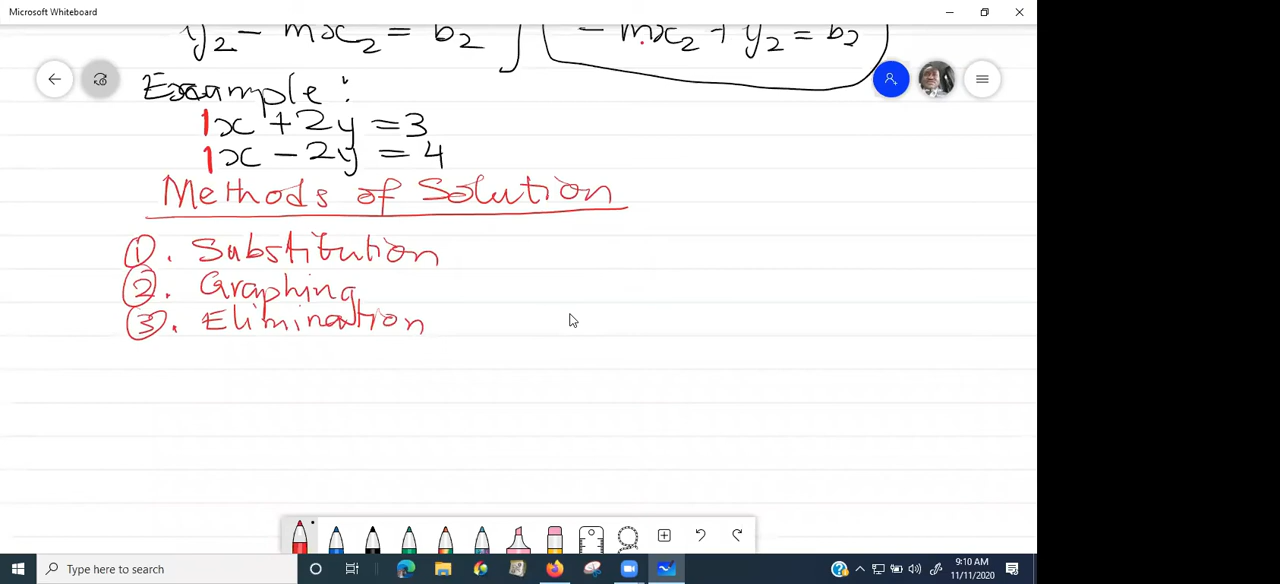 Microsoft Whiteboard
y₂ − mx₂ = b₂ − mx₂ + y₂ = b₂
Example :
1x + 2y = 3
1x − 2y = 4
Methods of Solution
①. Substitution
②. Graphing
③. Elimination
Type here to search
9:10 AM
11/11/2020